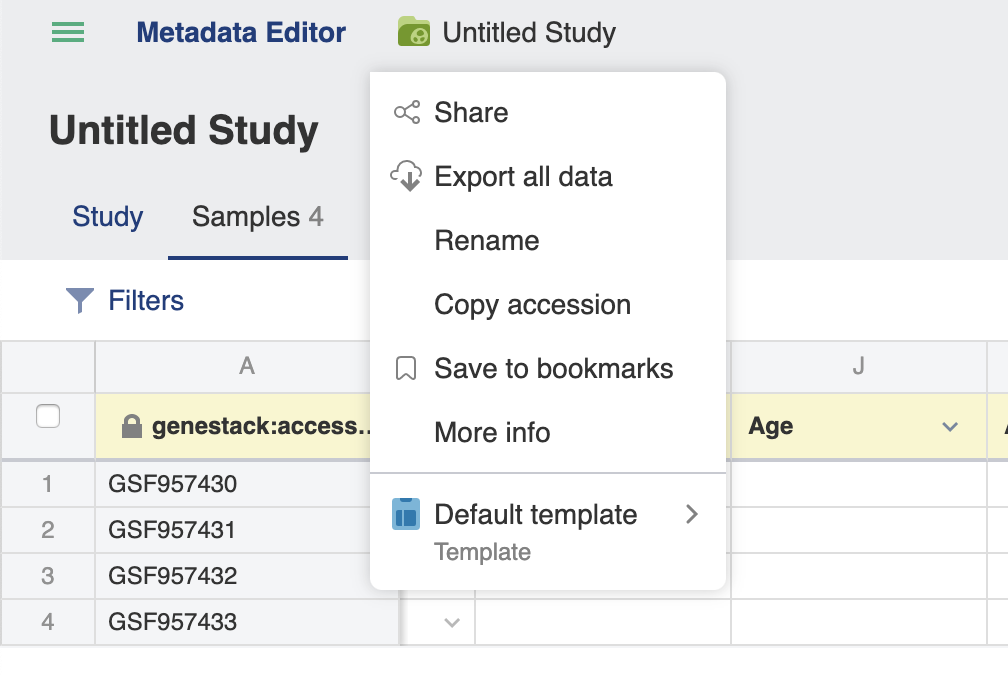 Metadata Editor Untitled Study
Untitled Study
Study Samples 4
Filters
Share
Export all data
Rename
Copy accession
Save to bookmarks
More info
Default template
Template
A J
genestack:access... Age
1 GSF957430
2 GSF957431
3 GSF957432
4 GSF957433